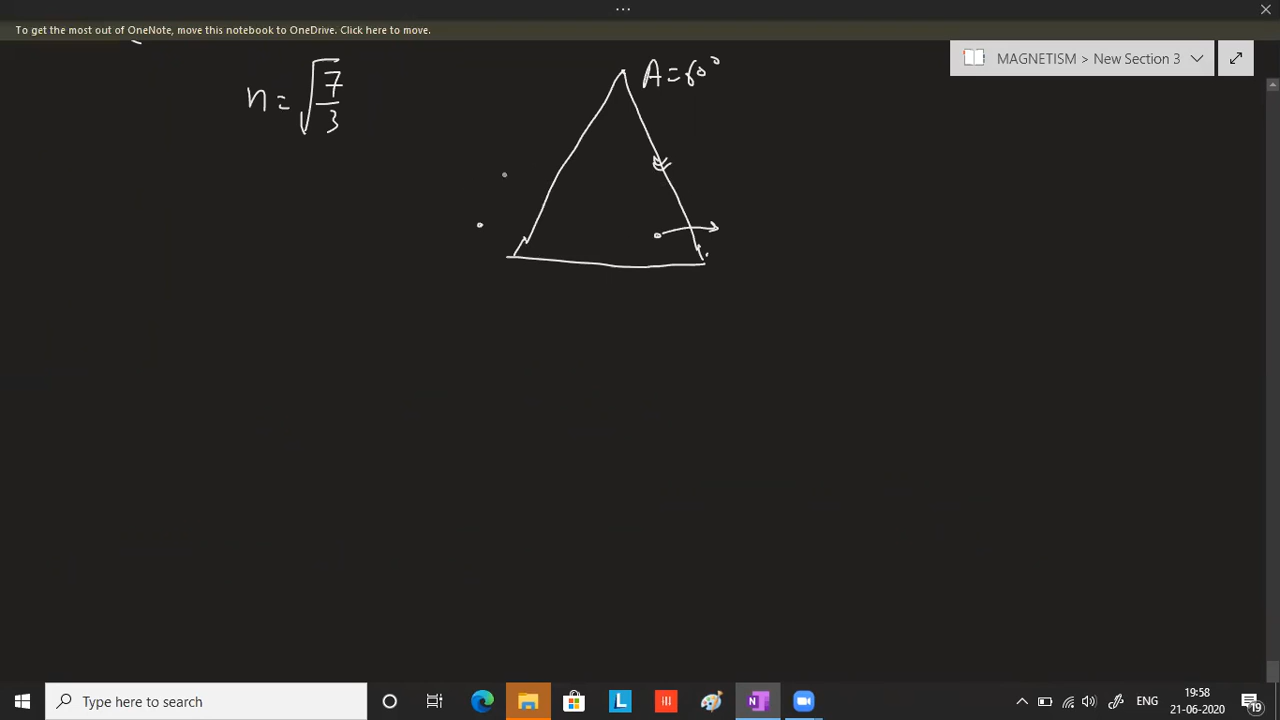 ...
To get the most out of OneNote, move this notebook to OneDrive. Click here to move.
MAGNETISM > New Section 3
n = √(7/3)
A = 60°
Type here to search
L
N
ENG
19:58
21-06-2020
19